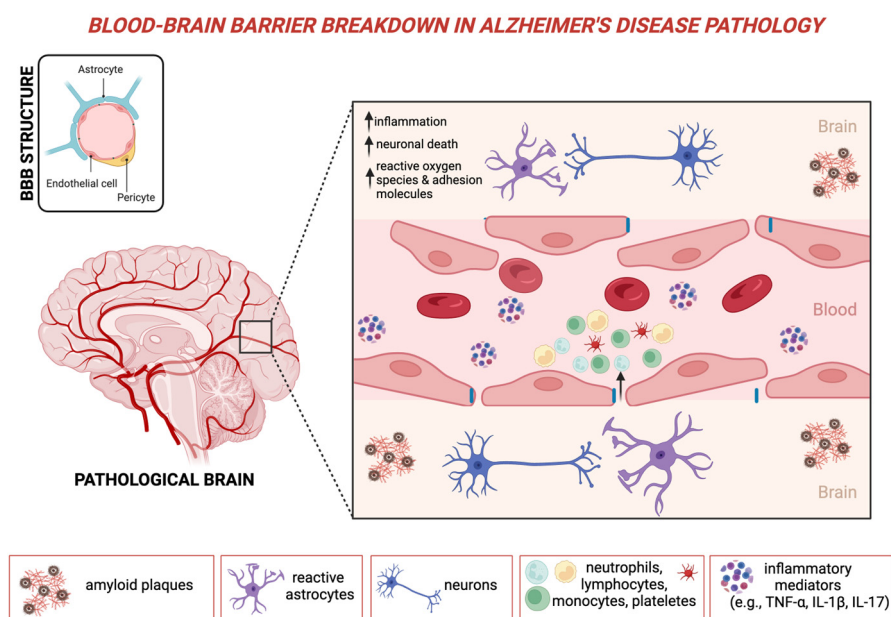 BLOOD-BRAIN BARRIER BREAKDOWN IN ALZHEIMER'S DISEASE PATHOLOGY
BBB STRUCTURE
Astrocyte
Endothelial cell
Pericyte
PATHOLOGICAL BRAIN
inflammation
neuronal death
reactive oxygen
species & adhesion
molecules
Brain
Blood
Brain
amyloid plaques
reactive
astrocytes
neurons
neutrophils,
lymphocytes,
monocytes, plateletes
inflammatory
mediators
(e.g., TNF-α, IL-1β, IL-17)